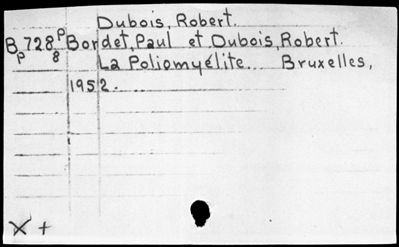 Dubois, Robert.
B 728 P Bordet, Paul et Dubois, Robert.
P 8 La Poliomyélite... Bruxelles,
1952.
X +